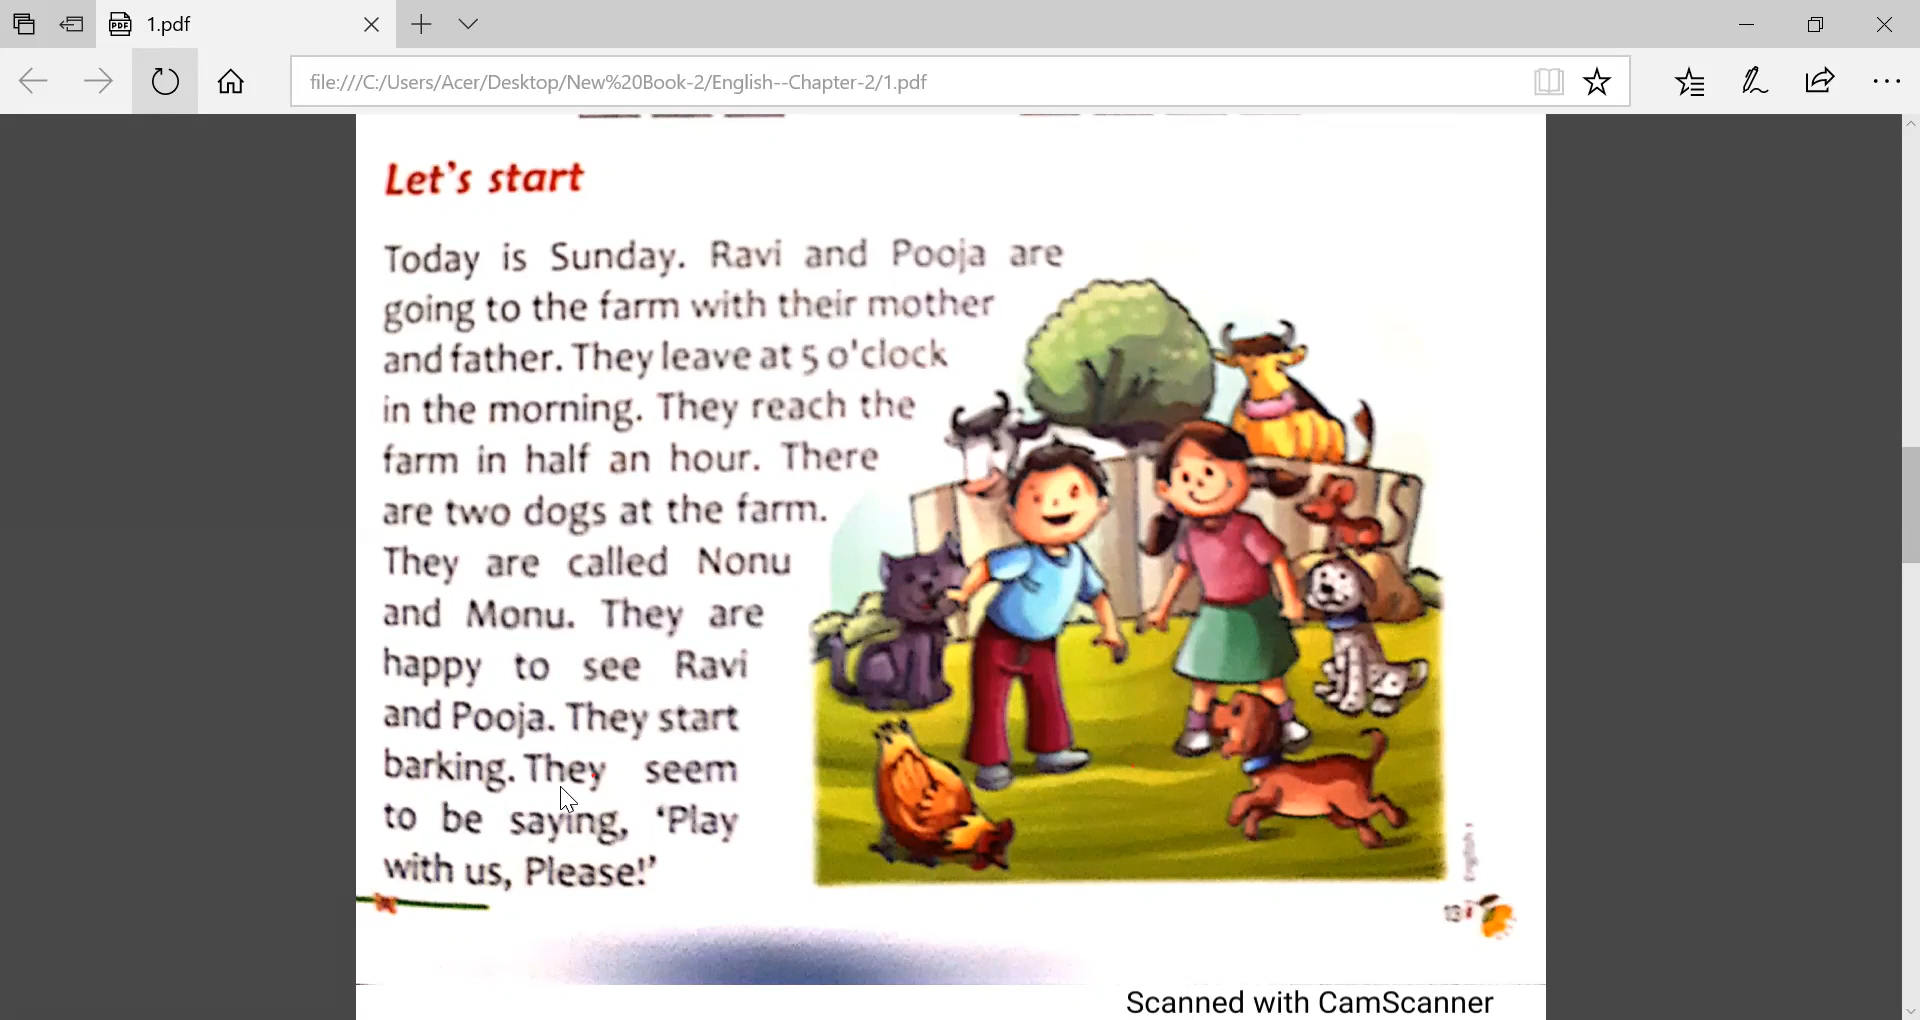 1.pdf
file:///C:/Users/Acer/Desktop/New%20Book-2/English--Chapter-2/1.pdf
Let's start
Today is Sunday. Ravi and Pooja are
going to the farm with their mother
and father. They leave at 5 o'clock
in the morning. They reach the
farm in half an hour. There
are two dogs at the farm.
They are called Nonu
and Monu. They are
happy to see Ravi
and Pooja. They start
barking. They seem
to be saying, ‘Play
with us, Please!’
English 1
13
Scanned with CamScanner